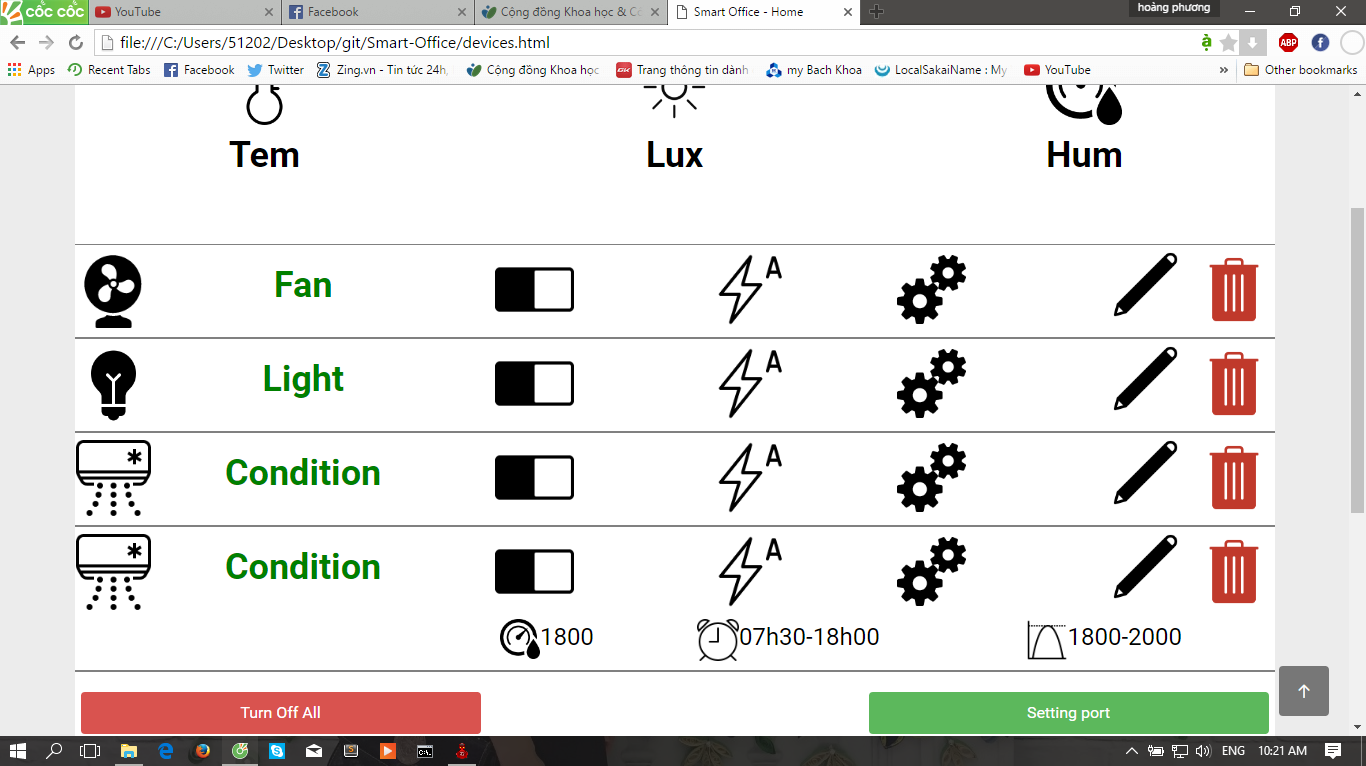 CỐC CỐC
YouTube
Facebook
Cộng đồng Khoa học & Cô
Smart Office - Home
hoàng phương
file:///C:/Users/51202/Desktop/git/Smart-Office/devices.html
ABP
Apps
Recent Tabs
Facebook
Twitter
Zing.vn - Tin tức 24h,
Cộng đồng Khoa học
Trang thông tin dành
my Bach Khoa
LocalSakaiName : My
YouTube
»
Other bookmarks
Tem
Lux
Hum
Fan
A
Light
A
Condition
A
Condition
A
1800
07h30-18h00
1800-2000
Turn Off All
Setting port
ENG
10:21 AM